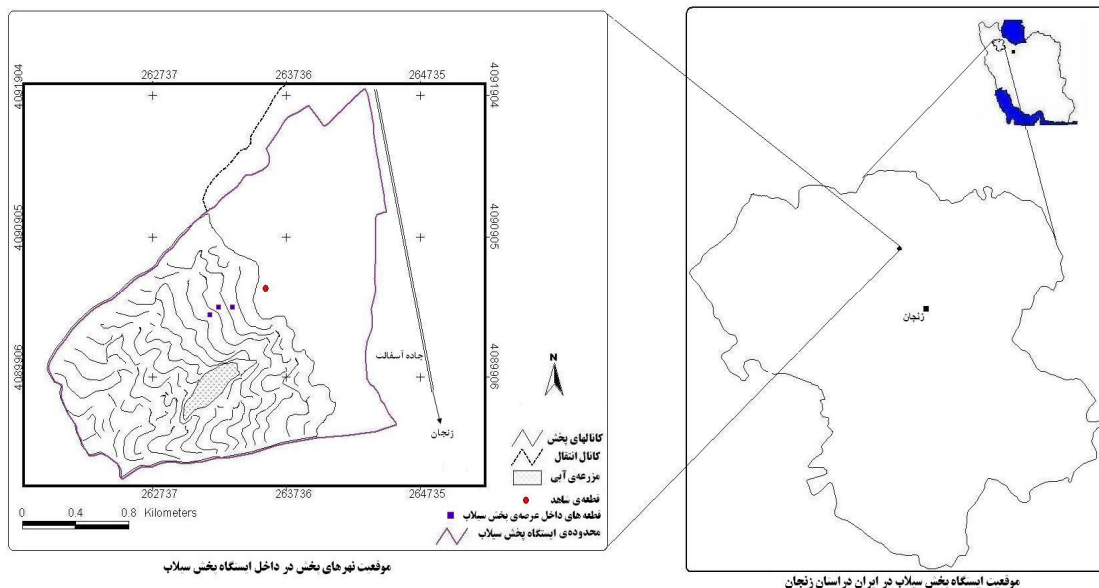 262737 263736 264735
4091904 4091904
4090905 4090905
4089906 4089906
جاده آسفالت
زنجان
N
کانالهای پخش
کانال انتقال
مزرعه‌ی آبی
قطعه‌ی شاهد
قطعه های داخل عرصه‌ی پخش سیلاب
محدوده‌ی ایستگاه پخش سیلاب
262737 263736 264735
0 0.4 0.8 Kilometers
موقعیت نهرهای پخش در داخل ایستگاه پخش سیلاب
زنجان
موقعیت ایستگاه پخش سیلاب در ایران در استان زنجان